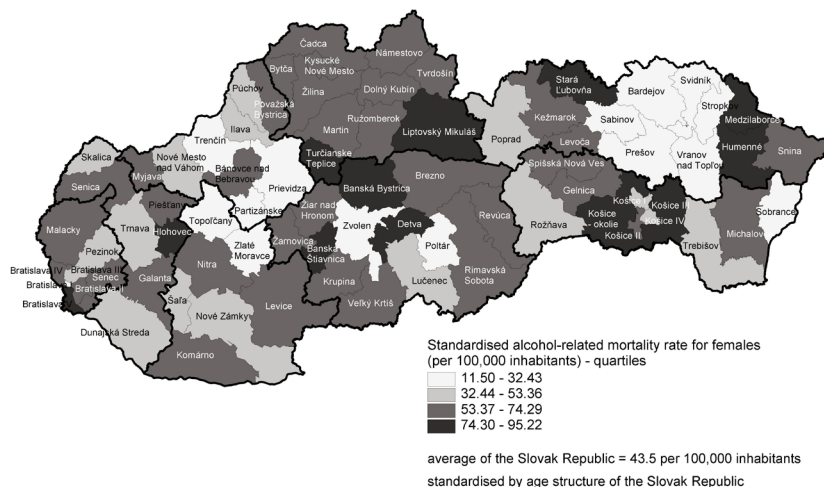 Čadca
Námestovo
Kysucké
Nové Mesto
Bytča
Tvrdošín
Žilina
Dolný Kubín
Púchov
Považská
Bystrica
Ružomberok
Martin
Liptovský Mikuláš
Ilava
Trenčín
Turčianske
Teplice
Stará
Ľubovňa
Bardejov
Svidník
Stropkov
Medzilaborce
Kežmarok
Sabinov
Poprad
Levoča
Humenné
Prešov
Vranov
nad Topľou
Snina
Skalica
Nové Mesto
nad Váhom
Bánovce nad
Bebravou
Senica
Myjava
Prievidza
Partizánske
Banská Bystrica
Brezno
Spišská Nová Ves
Gelnica
Košice I
Košice III
Košice
- okolie
Košice IV
Košice II
Sobrance
Piešťany
Topoľčany
Žiar nad
Hronom
Revúca
Rožňava
Malacky
Trnava
Hlohovec
Zlaté
Moravce
Žarnovica
Zvolen
Detva
Poltár
Trebišov
Michalovce
Pezinok
Banská
Štiavnica
Nitra
Rimavská
Sobota
Bratislava IV
Bratislava III
Senec
Bratislava I
Bratislava II
Bratislava V
Galanta
Šaľa
Levice
Krupina
Lučenec
Veľký Krtíš
Nové Zámky
Dunajská Streda
Komárno
Standardised alcohol-related mortality rate for females
(per 100,000 inhabitants) - quartiles
11.50 - 32.43
32.44 - 53.36
53.37 - 74.29
74.30 - 95.22
average of the Slovak Republic = 43.5 per 100,000 inhabitants
standardised by age structure of the Slovak Republic